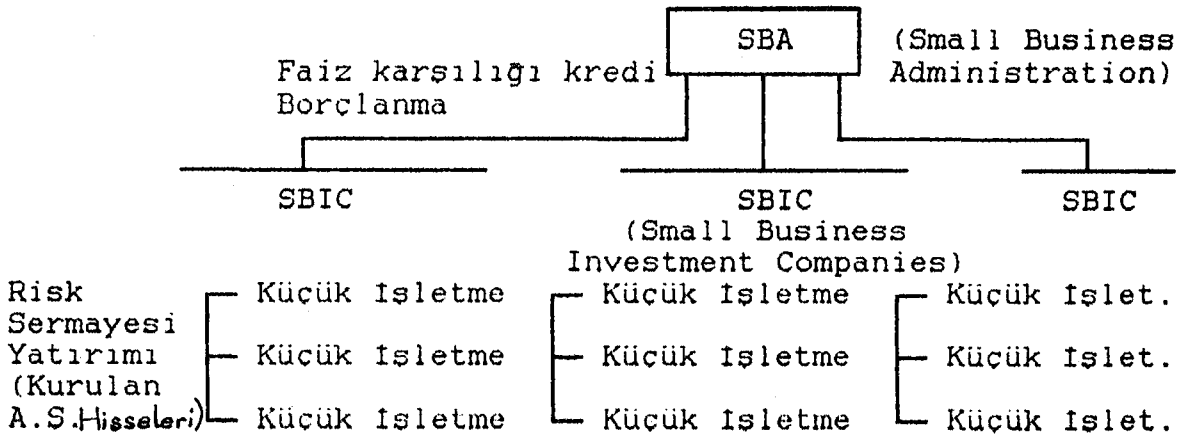 SBA (Small Business
Faiz karşılığı kredi Administration)
Borçlanma
SBIC SBIC SBIC
(Small Business
Investment Companies)
Risk Küçük İşletme Küçük İşletme Küçük İşlet.
Sermayesi
Yatırımı Küçük İşletme Küçük İşletme Küçük İşlet.
(Kurulan
A.S.Hisseleri) Küçük İşletme Küçük İşletme Küçük İşlet.